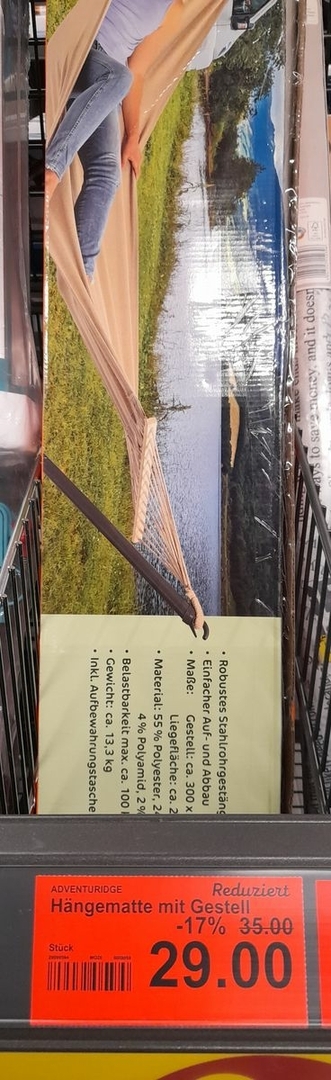 • Robustes Stahlrohrgestäng
• Einfacher Auf- und Abbau
• Maße: Gestell: ca. 300 x
Liegefläche: ca. 2
• Material: 55 % Polyester, 2
4 % Polyamid, 2 %
• Belastbarkeit max. ca. 100
• Gewicht: ca. 13.3 kg
• Inkl. Aufbewahrungstasche
ays to save money, and it doesn
ADVENTURIDGE Reduziert
Hängematte mit Gestell
-17% 35.00
Stück
29.00